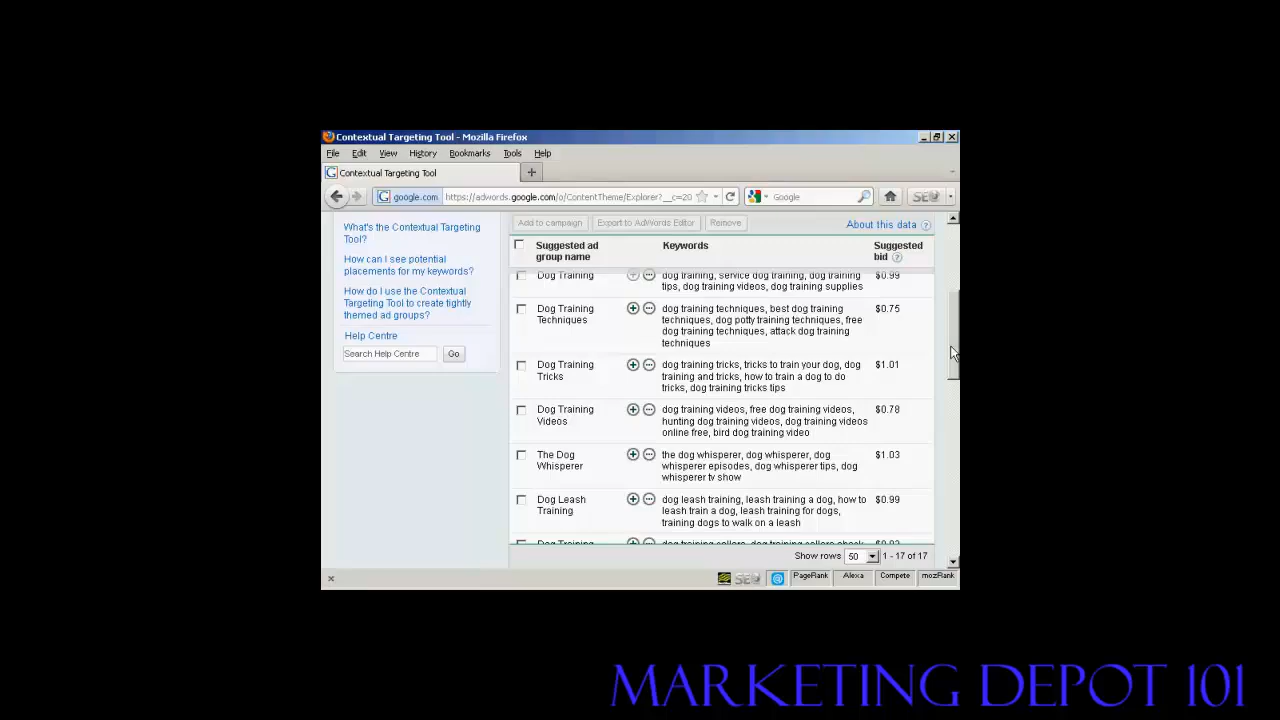 Contextual Targeting Tool - Mozilla Firefox
File Edit View History Bookmarks Tools Help
Contextual Targeting Tool
google.com https://adwords.google.com/o/ContentTheme/Explorer?__c=20 Google
Add to campaign Export to AdWords Editor Remove About this data ?
What's the Contextual Targeting
Tool?
How can I see potential
placements for my keywords?
How do I use the Contextual
Targeting Tool to create tightly
themed ad groups?
Help Centre
Search Help Centre Go
Suggested ad
group name
Keywords
Suggested
bid ?
Dog Training
dog training, service dog training, dog training
tips, dog training videos, dog training supplies
$0.99
Dog Training
Techniques
dog training techniques, best dog training
techniques, dog potty training techniques, free
dog training techniques, attack dog training
techniques
$0.75
Dog Training
Tricks
dog training tricks, tricks to train your dog, dog
training and tricks, how to train a dog to do
tricks, dog training tricks tips
$1.01
Dog Training
Videos
dog training videos, free dog training videos,
hunting dog training videos, dog training videos
online free, bird dog training video
$0.78
The Dog
Whisperer
the dog whisperer, dog whisperer, dog
whisperer episodes, dog whisperer tips, dog
whisperer tv show
$1.03
Dog Leash
Training
dog leash training, leash training a dog, how to
leash train a dog, leash training for dogs,
training dogs to walk on a leash
$0.99
Dog Training
Show rows 50 1 - 17 of 17
PageRank Alexa Compete mozRank
MARKETING DEPOT 101